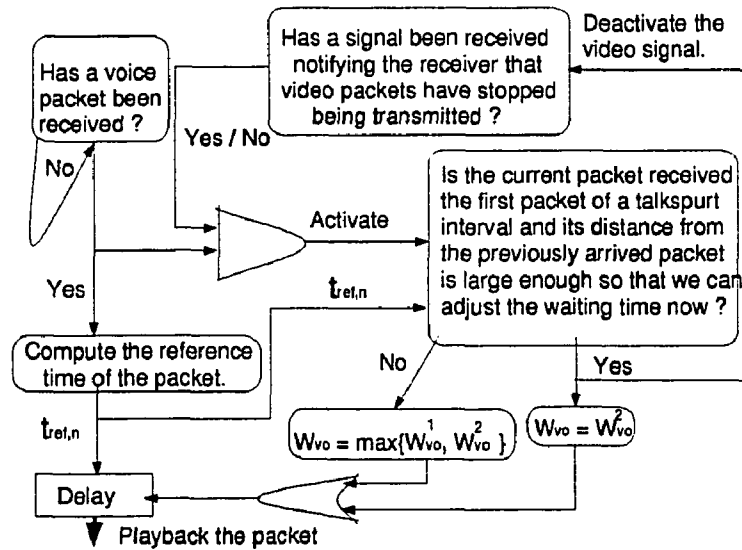 Has a voice
packet been
received ?
Has a signal been received
notifying the receiver that
video packets have stopped
being transmitted ?
Deactivate the
video signal.
No
Yes / No
Is the current packet received
the first packet of a talkspurt
interval and its distance from
the previously arrived packet
is large enough so that we can
adjust the waiting time now ?
Activate
Yes
tref,n
Compute the reference
time of the packet.
No
Yes
tref,n
Wvo = max{W¹vo, W²vo }
Wvo = W²vo
Delay
Playback the packet